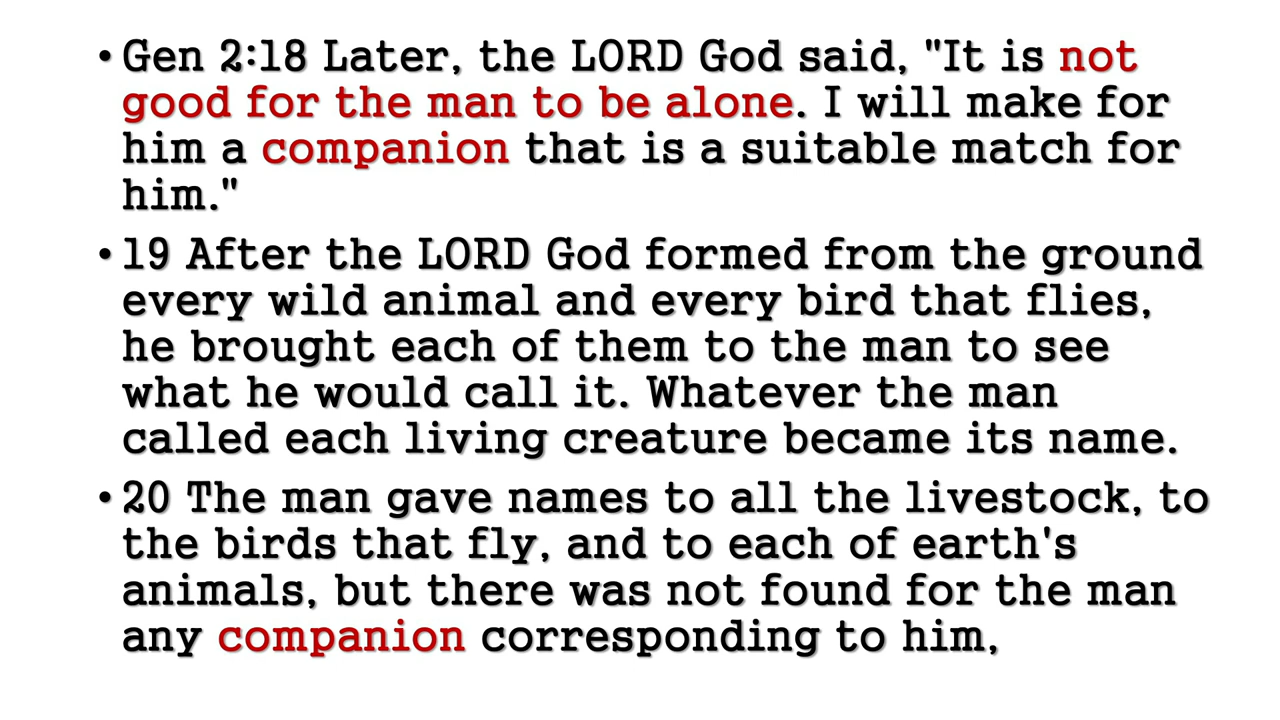 • Gen 2:18 Later, the LORD God said, "It is not
good for the man to be alone. I will make for
him a companion that is a suitable match for
him."
• 19 After the LORD God formed from the ground
every wild animal and every bird that flies,
he brought each of them to the man to see
what he would call it. Whatever the man
called each living creature became its name.
• 20 The man gave names to all the livestock, to
the birds that fly, and to each of earth's
animals, but there was not found for the man
any companion corresponding to him,